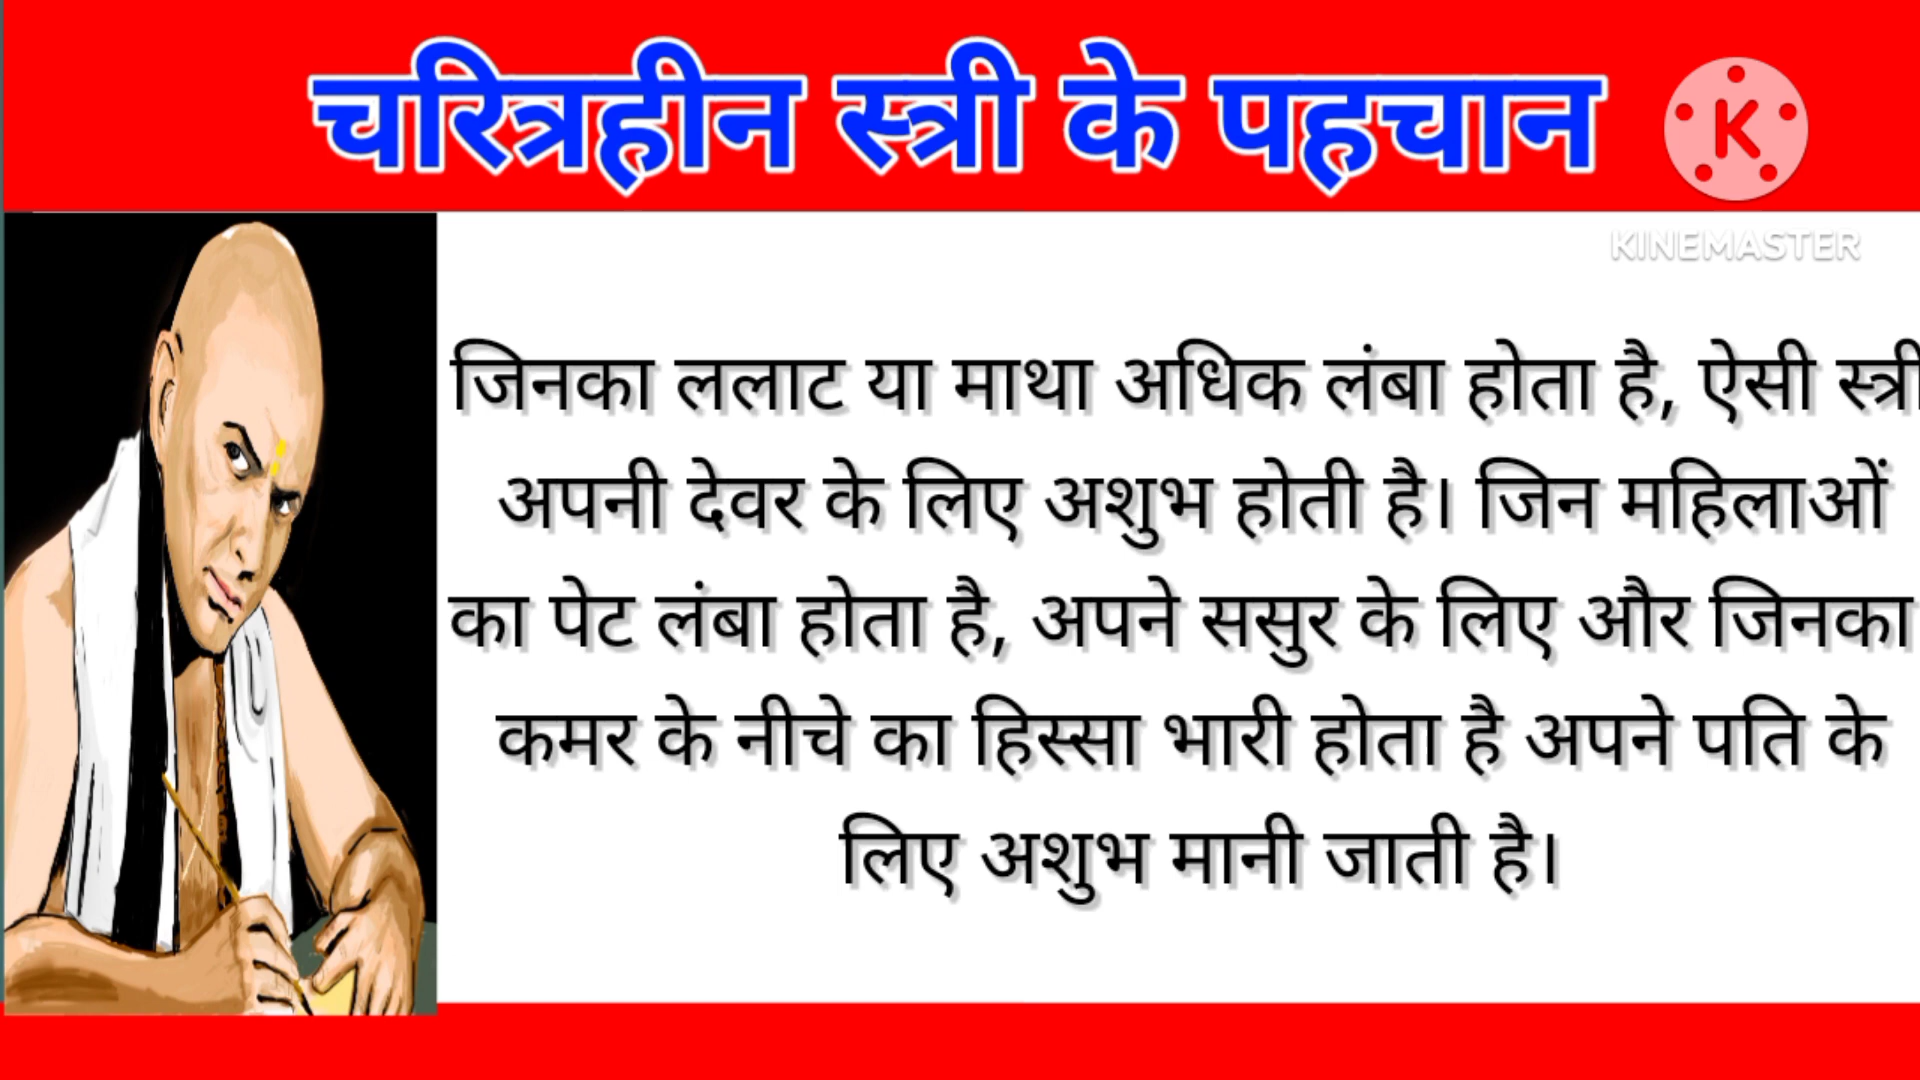 चरित्रहीन स्त्री के पहचान
K
KINEMASTER
जिनका ललाट या माथा अधिक लंबा होता है, ऐसी स्त्री
अपनी देवर के लिए अशुभ होती है। जिन महिलाओं
का पेट लंबा होता है, अपने ससुर के लिए और जिनका
कमर के नीचे का हिस्सा भारी होता है अपने पति के
लिए अशुभ मानी जाती है।